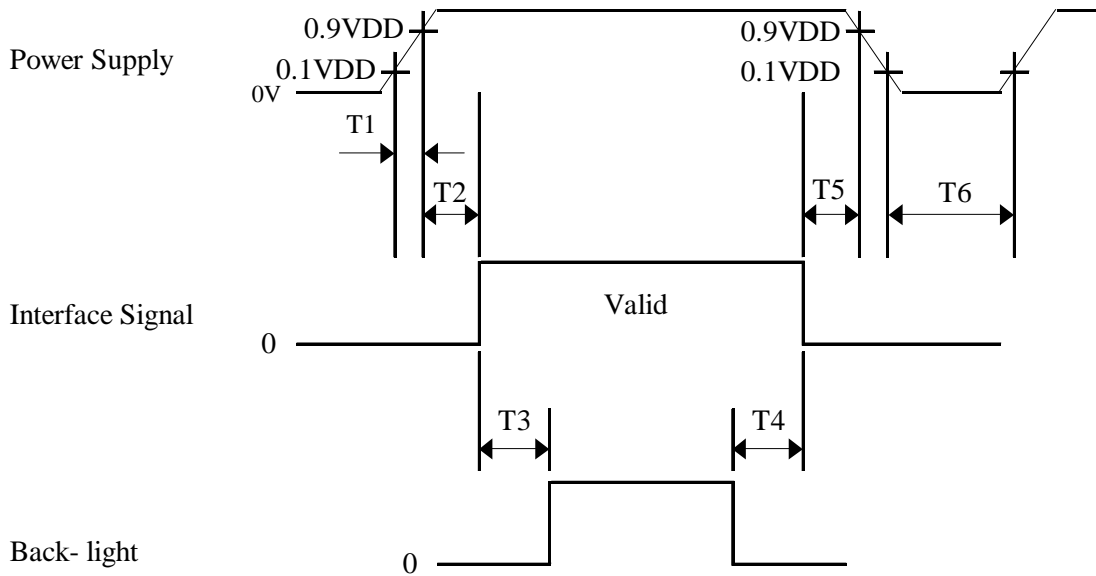 0.9VDD 0.9VDD
Power Supply 0.1VDD 0.1VDD
0V
T1
T2 T5 T6
Interface Signal Valid
0
T3 T4
Back- light 0